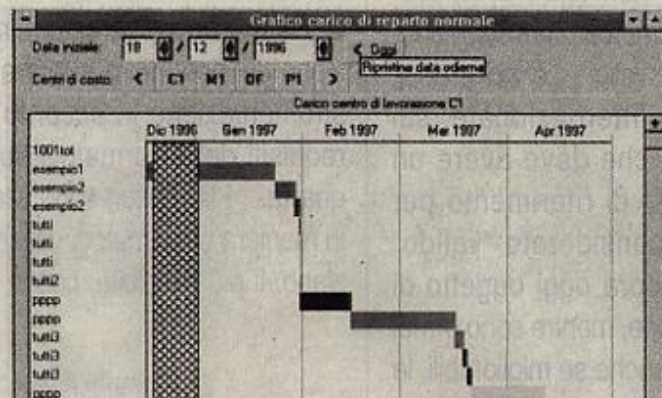 Grafico carico di reparto normale
Data iniziale: 18 / 12 / 1996 < Oggi
Ripristina data odierna
Centri di costo: < C1 M1 OF P1 >
Carico centro di lavorazione C1
Dic 1996 Gen 1997 Feb 1997 Mar 1997 Apr 1997
1001tot
esempio1
esempio2
esempio2
tutti
tutti
tutti
tutti2
pppp
pppp
tutti3
tutti3
tutti3
pppp